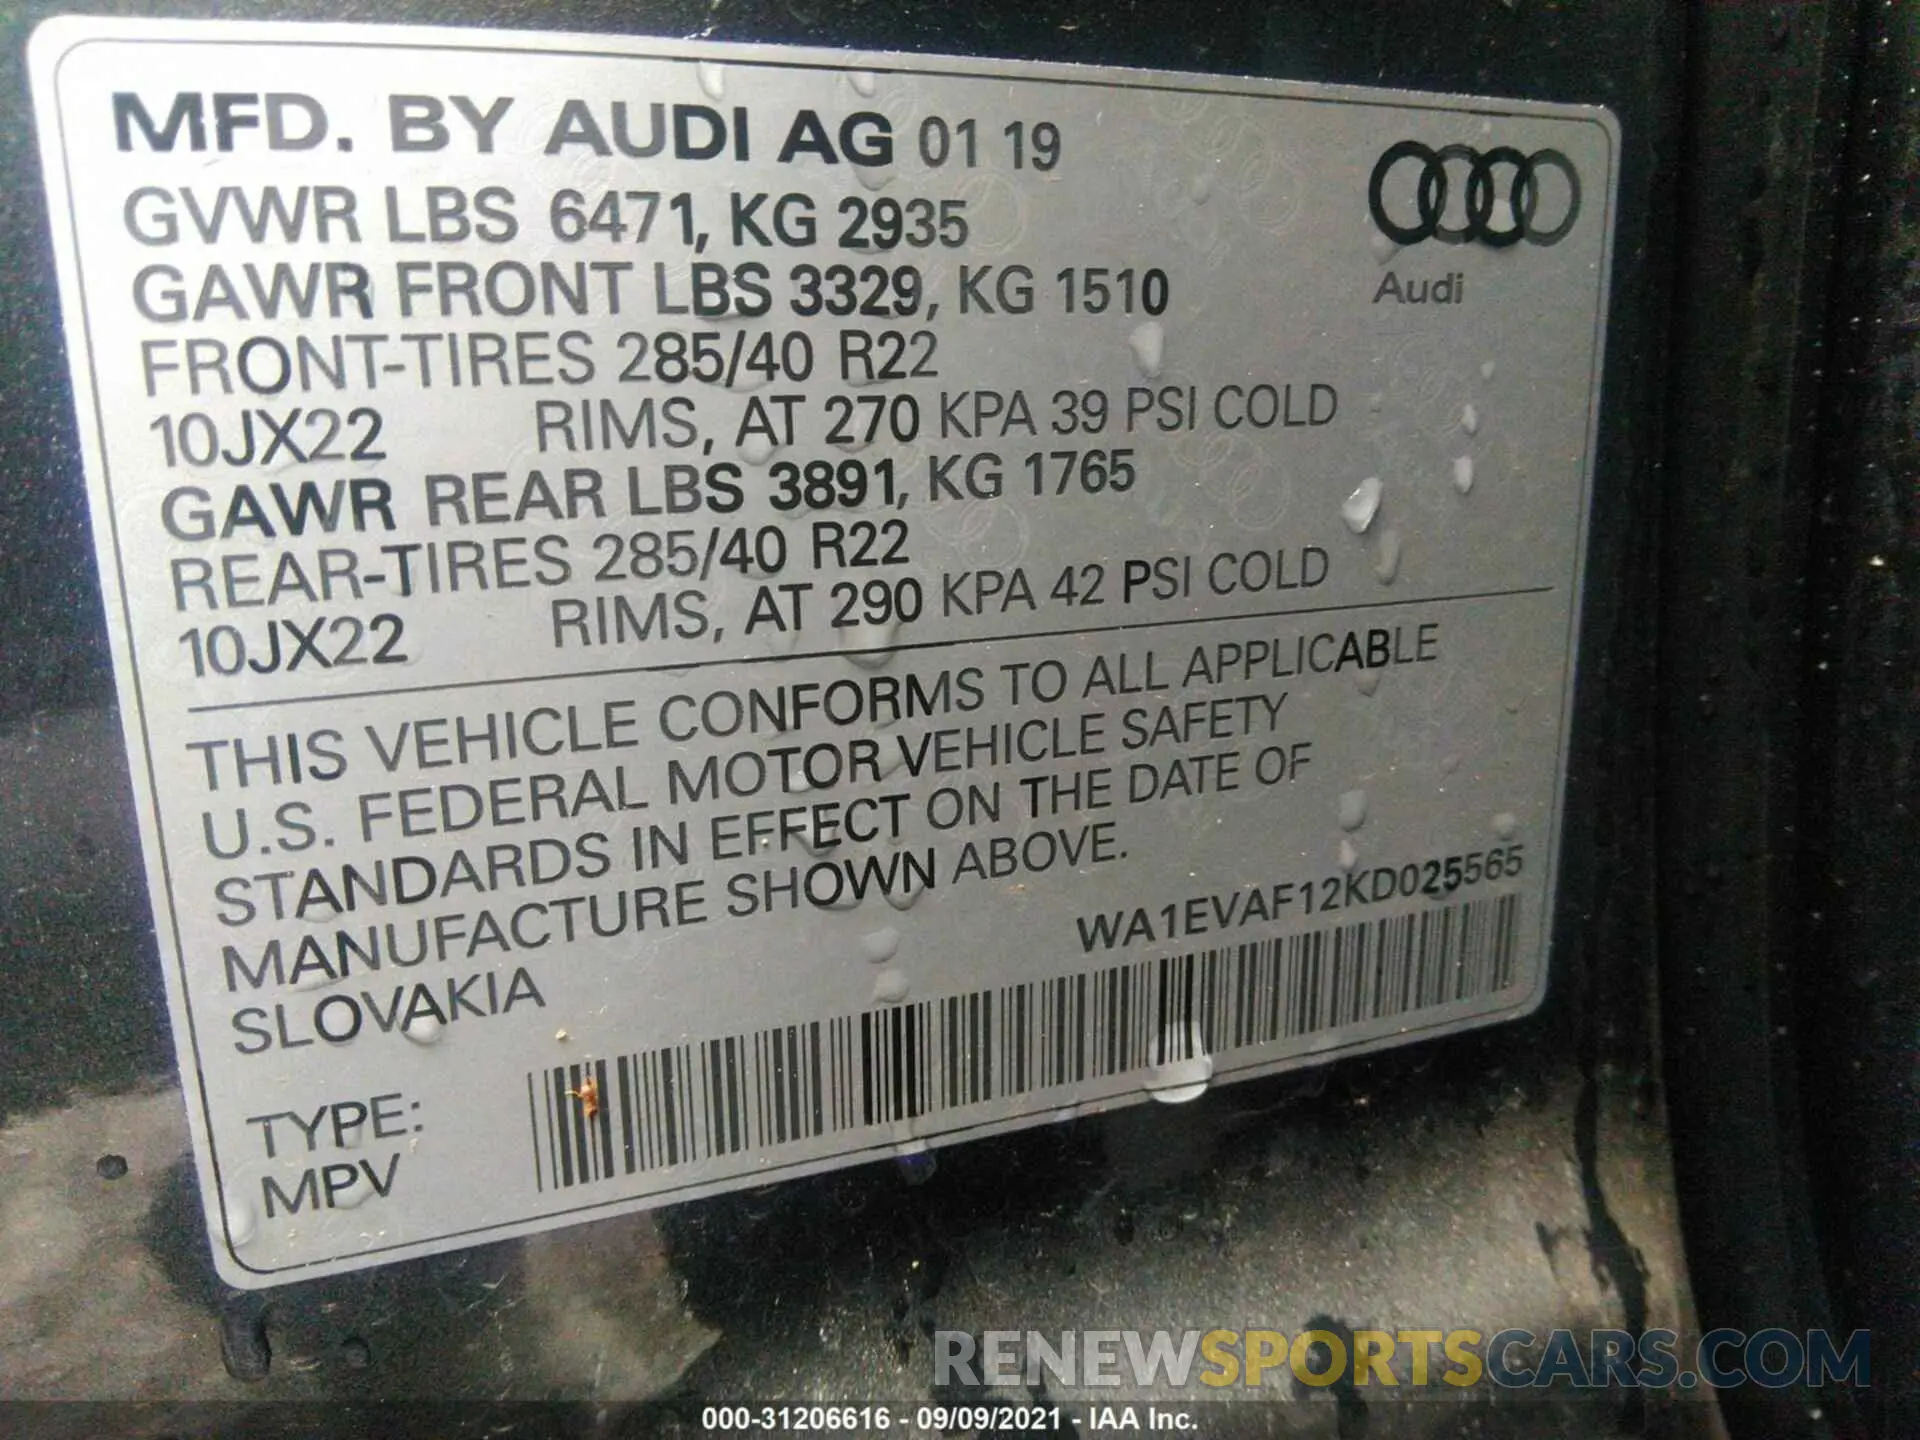 MFD. BY AUDI AG 01 19
GVWR LBS 6471, KG 2935
GAWR FRONT LBS 3329, KG 1510
Audi
FRONT-TIRES 285/40 R22
10JX22 RIMS, AT 270 KPA 39 PSI COLD
GAWR REAR LBS 3891, KG 1765
REAR-TIRES 285/40 R22
10JX22 RIMS, AT 290 KPA 42 PSI COLD
THIS VEHICLE CONFORMS TO ALL APPLICABLE
U.S. FEDERAL MOTOR VEHICLE SAFETY
STANDARDS IN EFFECT ON THE DATE OF
MANUFACTURE SHOWN ABOVE.
SLOVAKIA
WA1EVAF12KD025565
TYPE:
MPV
RENEWSPORTSCARS.COM
000-31206616 - 09/09/2021 - IAA Inc.